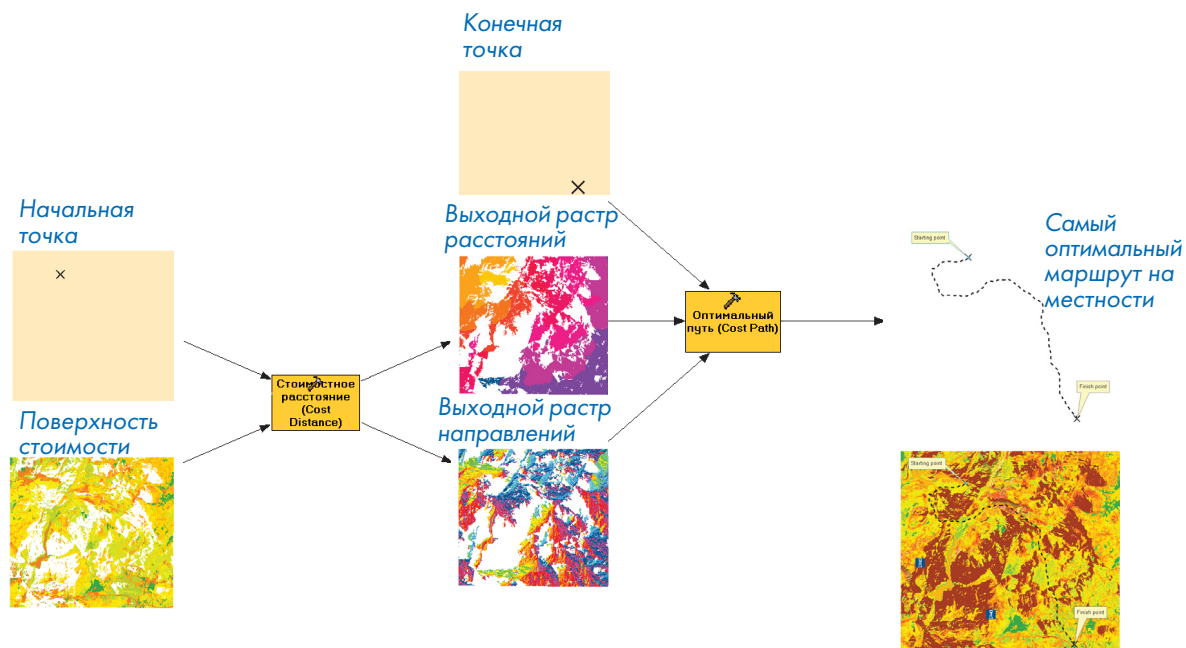 Конечная
точка
Начальная
точка
Выходной растр
расстояний
Самый
оптимальный
маршрут на
местности
Starting point
Оптимальный
путь (Cost Path)
Стоимостное
расстояние
(Cost
Distance)
Finish point
Поверхность
стоимости
Выходной растр
направлений
Starting point
Finish point